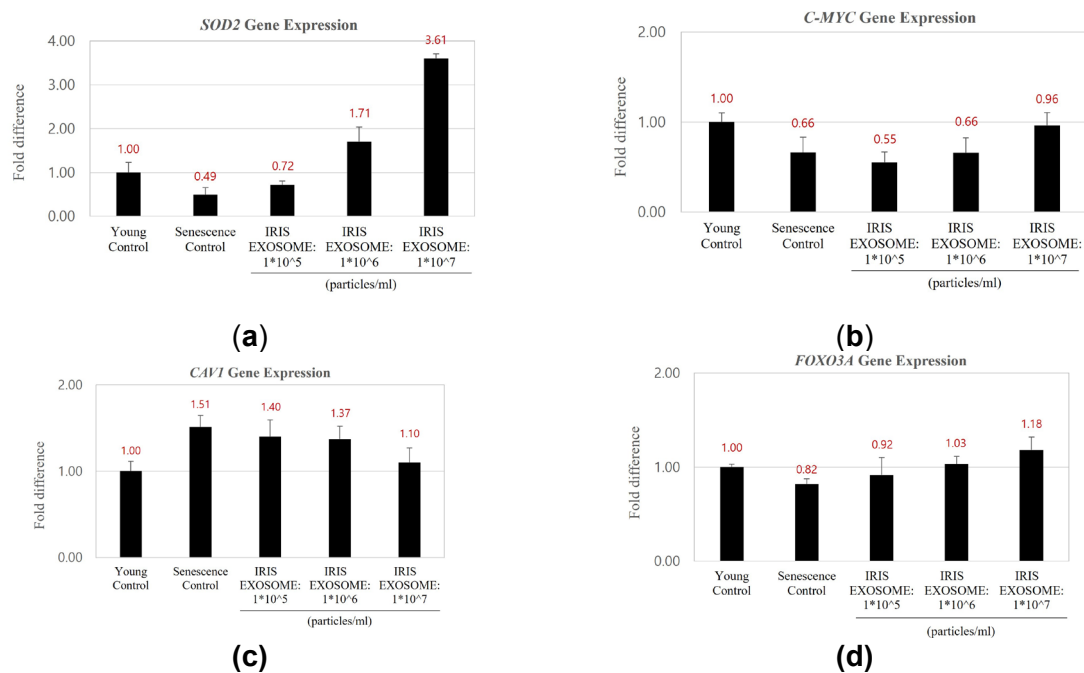 SOD2 Gene Expression
Fold difference
4.00
3.00
2.00
1.00
0.00
1.00
0.49
0.72
1.71
3.61
Young
Control
Senescence
Control
IRIS
EXOSOME:
1*10^5
IRIS
EXOSOME:
1*10^6
IRIS
EXOSOME:
1*10^7
(particles/ml)
(a)
C-MYC Gene Expression
Fold difference
2.00
1.00
0.00
1.00
0.66
0.55
0.66
0.96
Young
Control
Senescence
Control
IRIS
EXOSOME:
1*10^5
IRIS
EXOSOME:
1*10^6
IRIS
EXOSOME:
1*10^7
(particles/ml)
(b)
CAV1 Gene Expression
Fold difference
2.00
1.00
0.00
1.00
1.51
1.40
1.37
1.10
Young
Control
Senescence
Control
IRIS
EXOSOME:
1*10^5
IRIS
EXOSOME:
1*10^6
IRIS
EXOSOME:
1*10^7
(particles/ml)
(c)
FOXO3A Gene Expression
Fold difference
2.00
1.00
0.00
1.00
0.82
0.92
1.03
1.18
Young
Control
Senescence
Control
IRIS
EXOSOME:
1*10^5
IRIS
EXOSOME:
1*10^6
IRIS
EXOSOME:
1*10^7
(particles/ml)
(d)